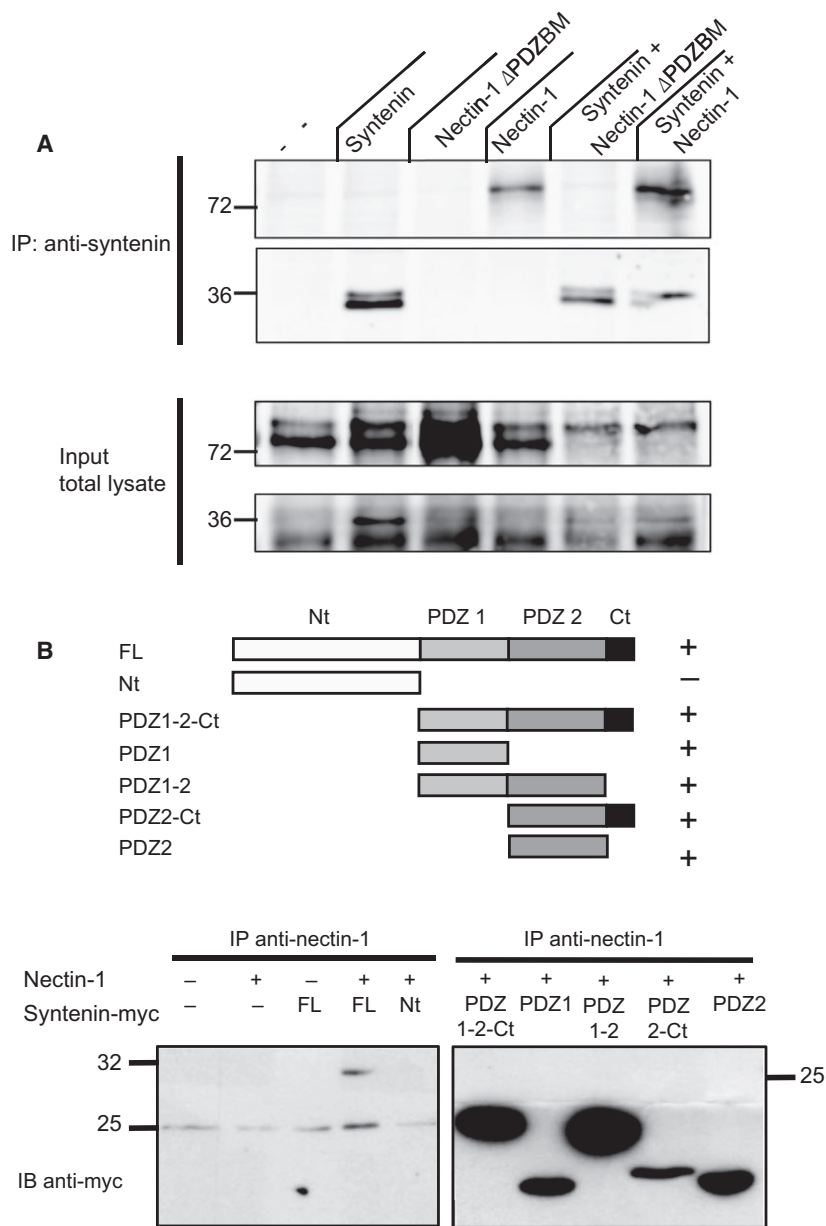 A
- -
Syntenin
Nectin-1 ΔPDZBM
Nectin-1
Syntenin +
Nectin-1 ΔPDZBM
Syntenin +
Nectin-1
IP: anti-syntenin
72
36
Input
total lysate
72
36
B
Nt PDZ 1 PDZ 2 Ct
FL +
Nt −
PDZ1-2-Ct +
PDZ1 +
PDZ1-2 +
PDZ2-Ct +
PDZ2 +
IP anti-nectin-1 IP anti-nectin-1
Nectin-1 − + − + + + + + + +
Syntenin-myc − − FL FL Nt PDZ PDZ1 PDZ PDZ PDZ2
1-2-Ct 1-2 2-Ct
32
25
25
IB anti-myc